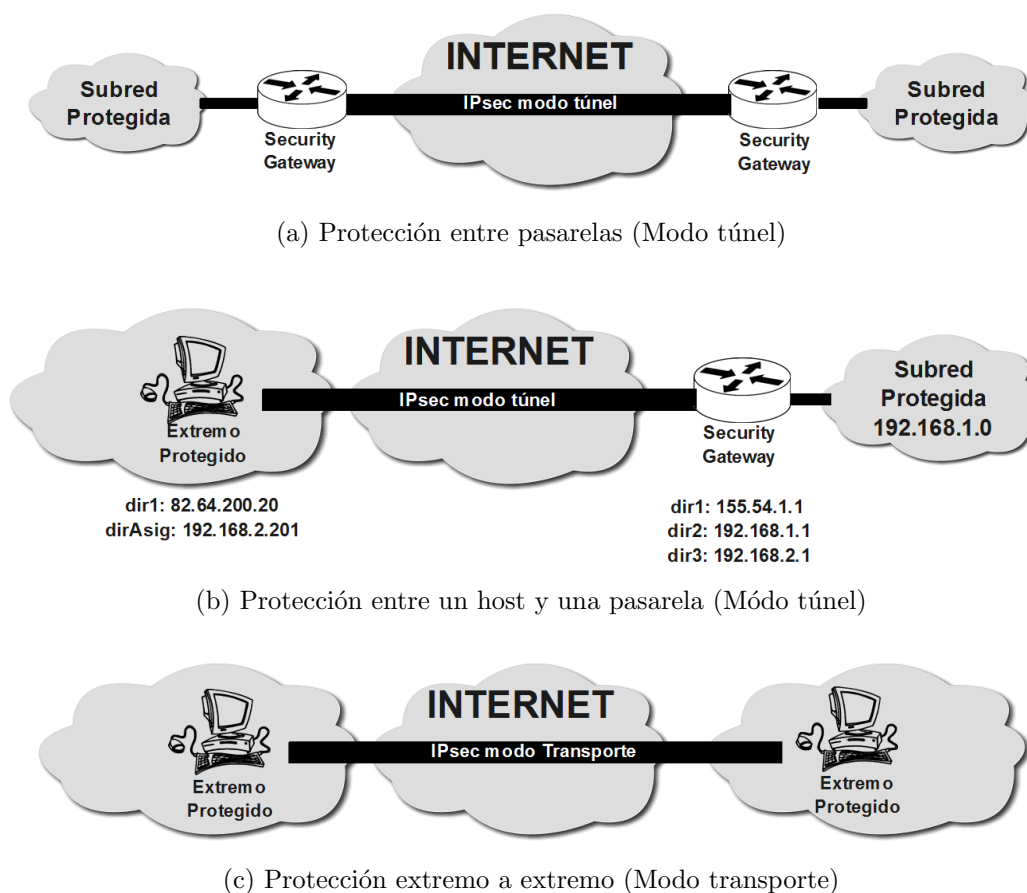 INTERNET
Subred
Protegida
IPsec modo túnel
Subred
Protegida
Security
Gateway
Security
Gateway
(a) Protección entre pasarelas (Modo túnel)
INTERNET
IPsec modo túnel
Subred
Protegida
192.168.1.0
Extremo
Protegido
Security
Gateway
dir1: 82.64.200.20
dirAsig: 192.168.2.201
dir1: 155.54.1.1
dir2: 192.168.1.1
dir3: 192.168.2.1
(b) Protección entre un host y una pasarela (Módo túnel)
INTERNET
IPsec modo Transporte
Extremo
Protegido
Extremo
Protegido
(c) Protección extremo a extremo (Modo transporte)